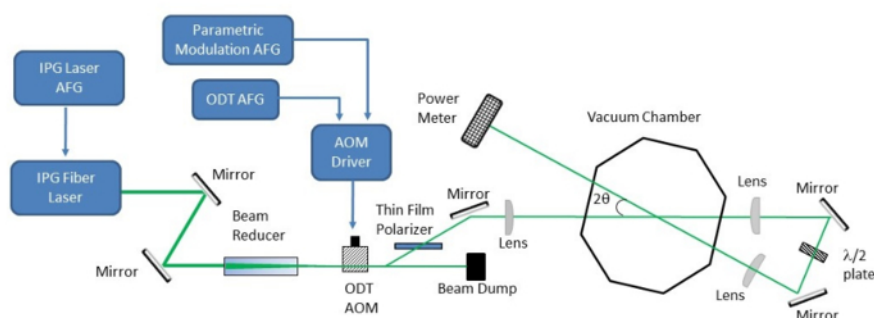 Parametric
Modulation AFG
IPG Laser
AFG
ODT AFG
Power
Meter
Vacuum Chamber
AOM
Driver
IPG Fiber
Laser
Mirror
Mirror
Lens
Mirror
2θ
Beam
Reducer
Thin Film
Polarizer
Mirror
Lens
λ/2
plate
ODT
AOM
Beam Dump
Lens
Mirror